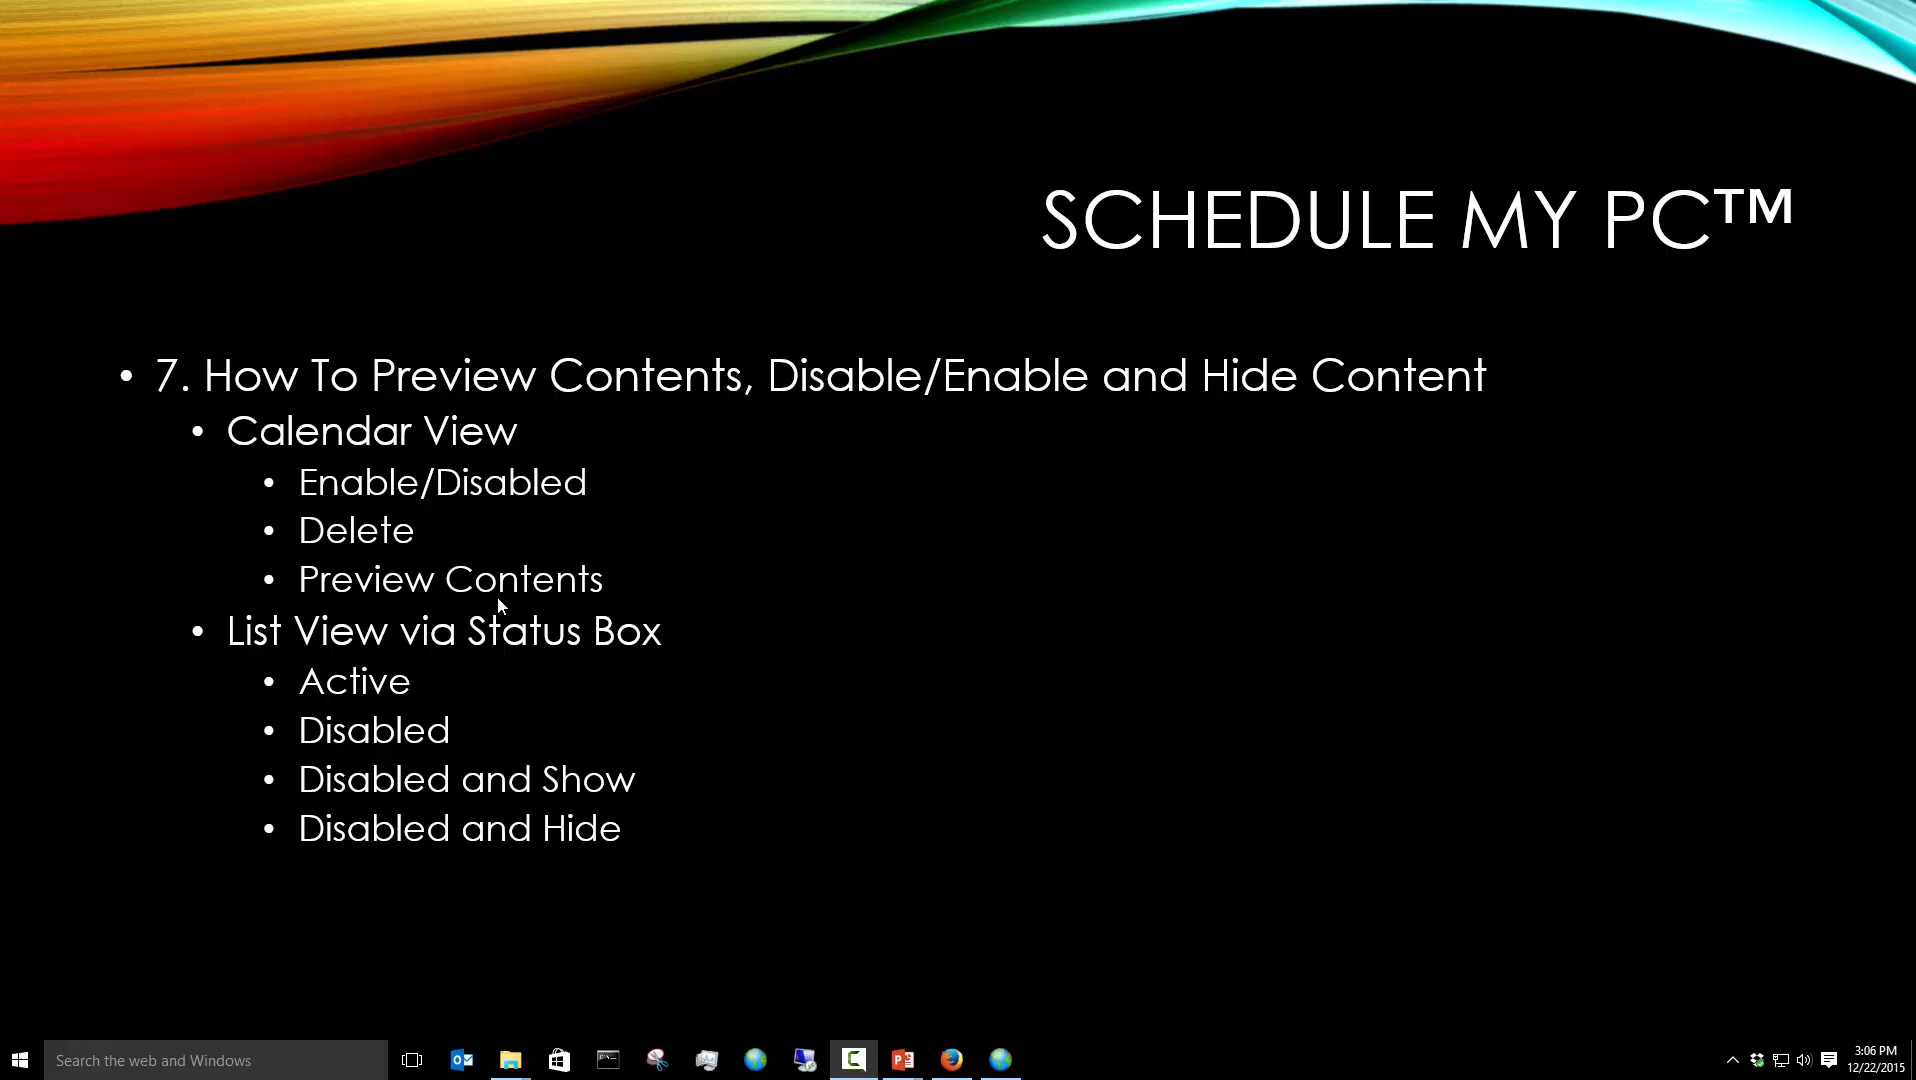 SCHEDULE MY PC™
• 7. How To Preview Contents, Disable/Enable and Hide Content
• Calendar View
• Enable/Disabled
• Delete
• Preview Contents
• List View via Status Box
• Active
• Disabled
• Disabled and Show
• Disabled and Hide
Search the web and Windows
3:06 PM
12/22/2015